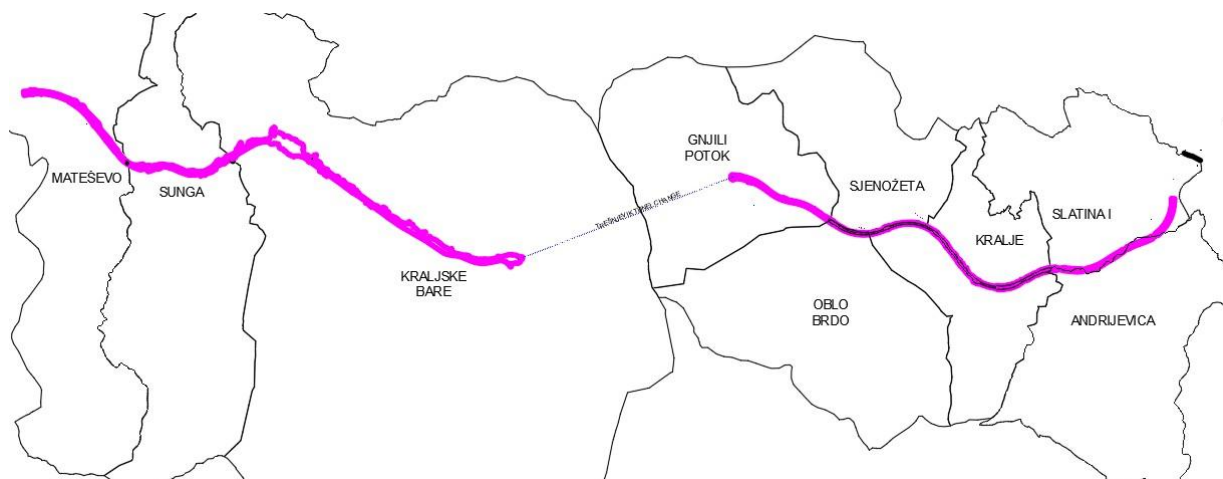 MATEŠEVO
SUNGA
KRALJSKE
BARE
GNJILI
POTOK
SJENOŽETA
OBLO
BRDO
KRALJE
SLATINA I
ANDRIJEVICA